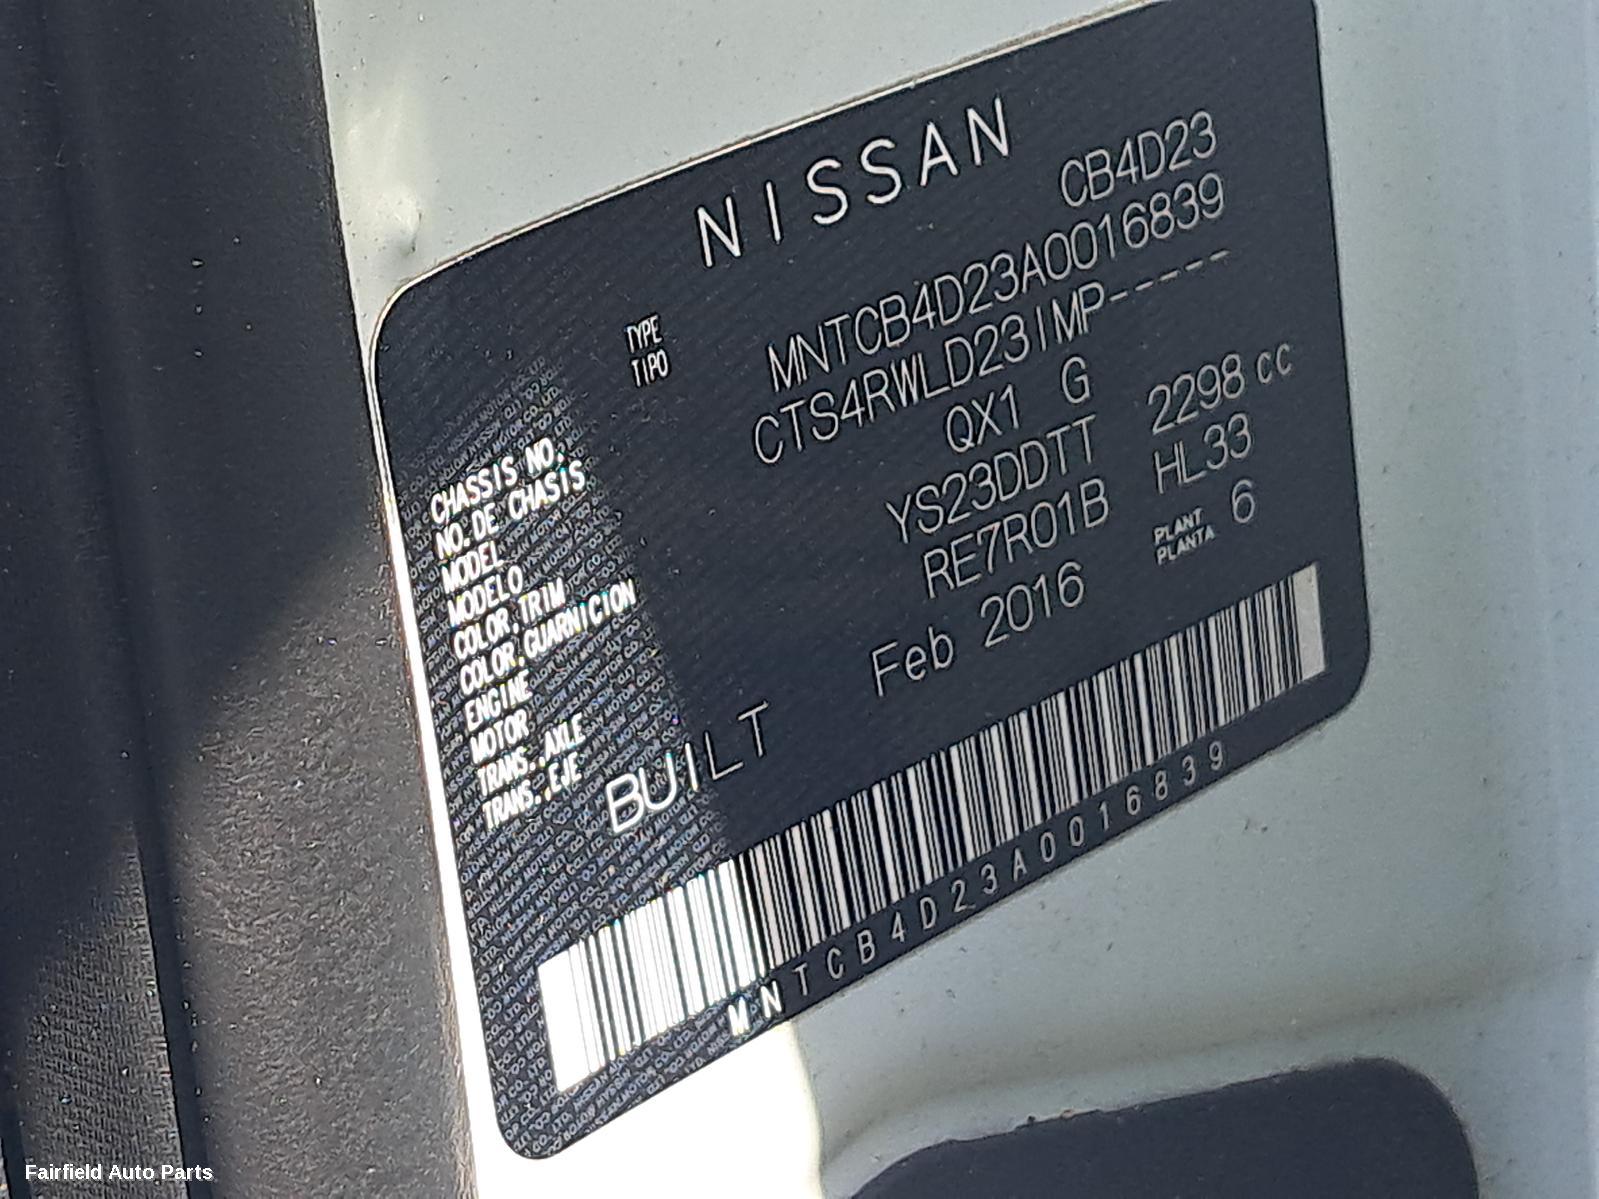 NISSAN
TYPE CB4D23
TIPO
CHASSIS NO. MNTCB4D23A0016839
NO.DE CHASIS
MODEL CTS4RWLD23IMP-----
MODELO
COLOR.TRIM QX1 G
COLOR.GUARNICION
ENGINE YS23DDTT 2298 cc
MOTOR
TRANS.,AXLE RE7R01B HL33
TRANS.,EJE
BUILT Feb 2016 PLANT 6
PLANTA
MNTCB4D23A0016839
Fairfield Auto Parts